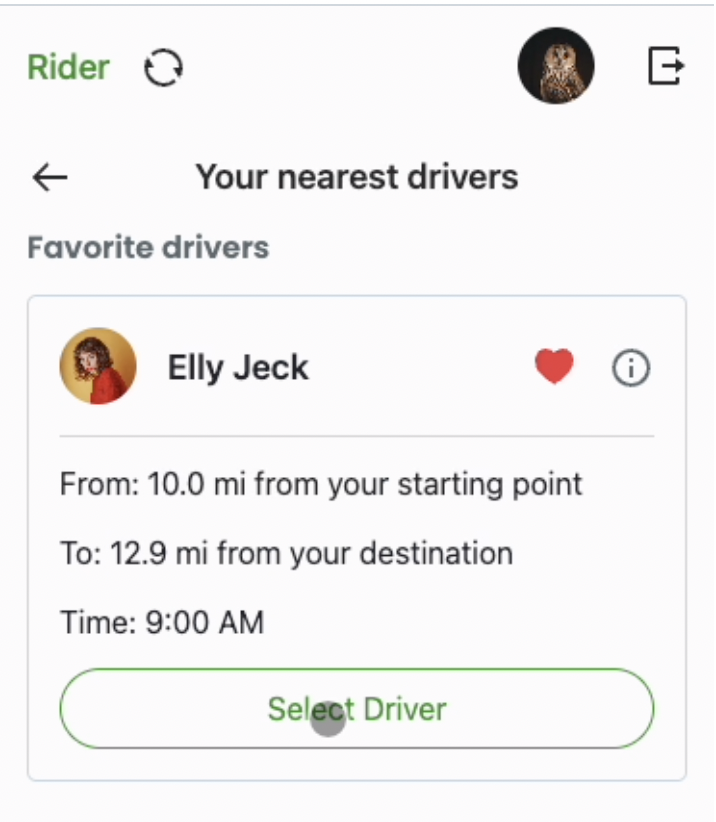 Rider
Your nearest drivers
Favorite drivers
Elly Jeck
From: 10.0 mi from your starting point
To: 12.9 mi from your destination
Time: 9:00 AM
Select Driver